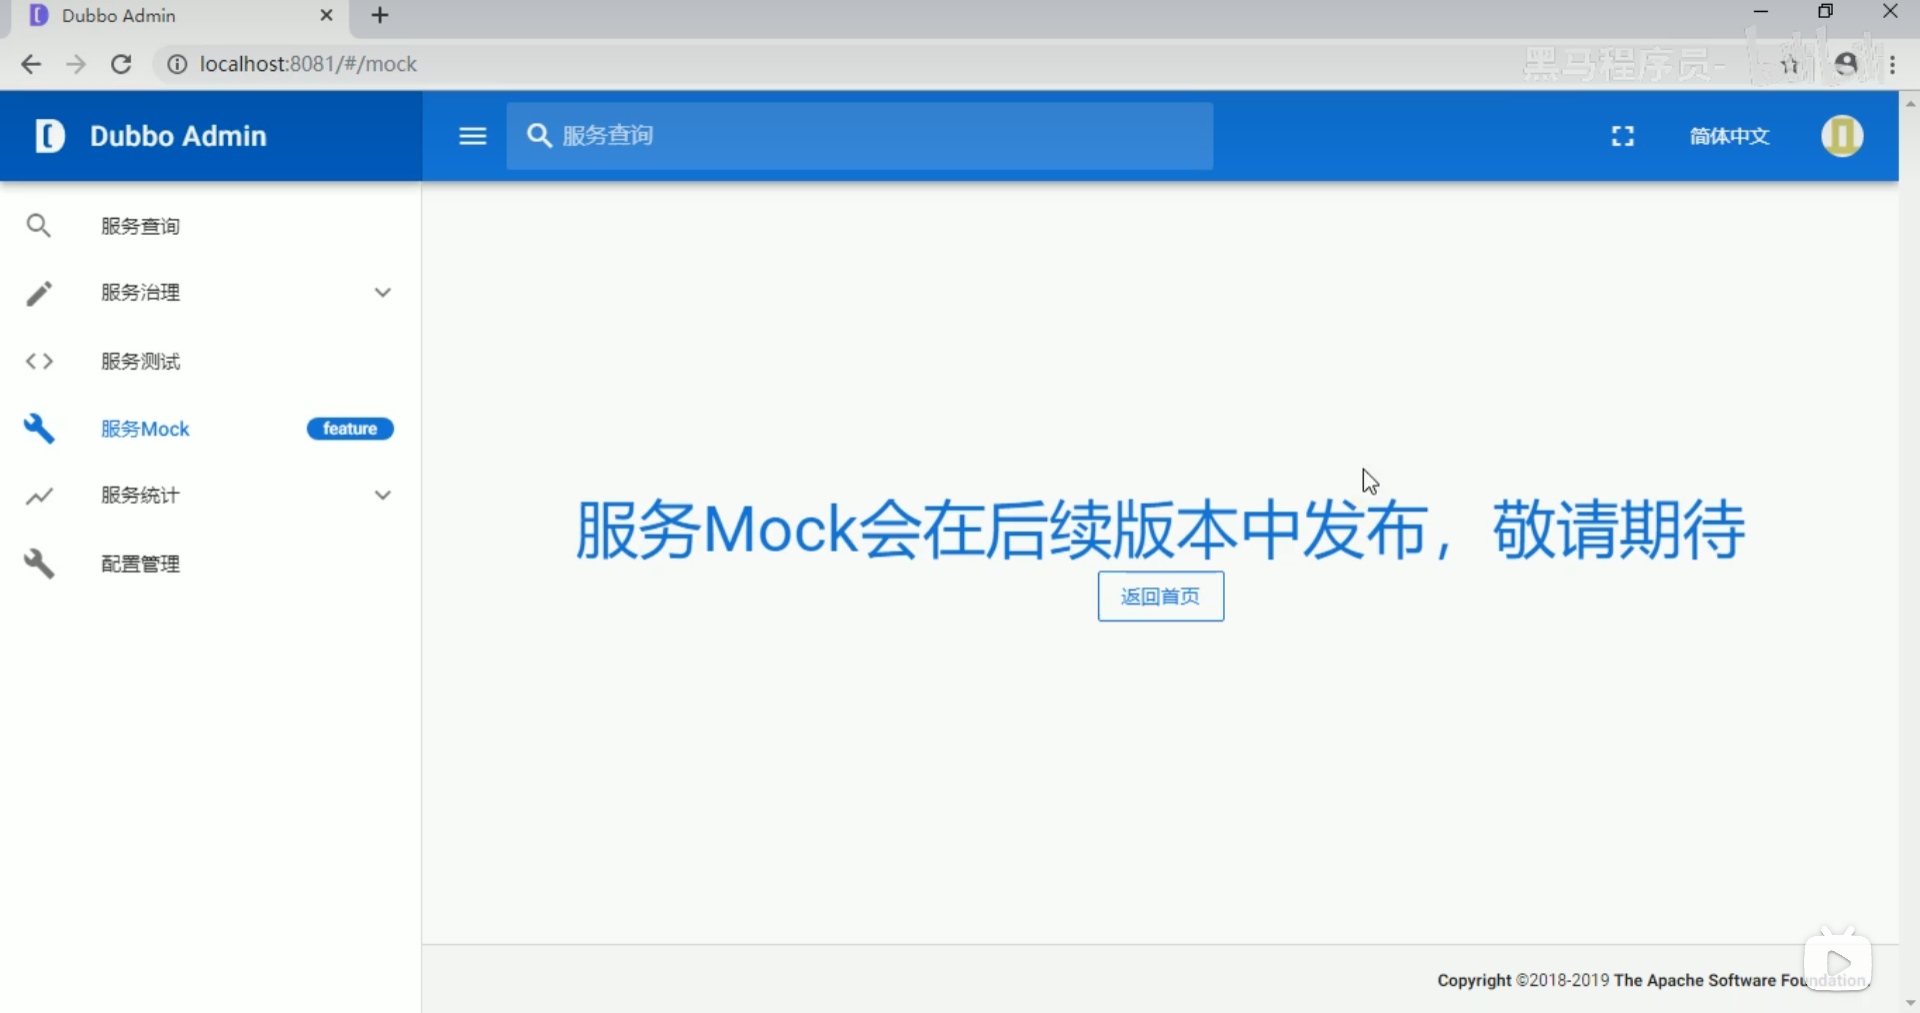 Dubbo Admin
localhost:8081/#/mock
黑马程序员-
Dubbo Admin
服务查询
简体中文
服务查询
服务治理
服务测试
服务Mock
feature
服务统计
配置管理
服务Mock会在后续版本中发布，敬请期待
返回首页
Copyright ©2018-2019 The Apache Software Foundation.